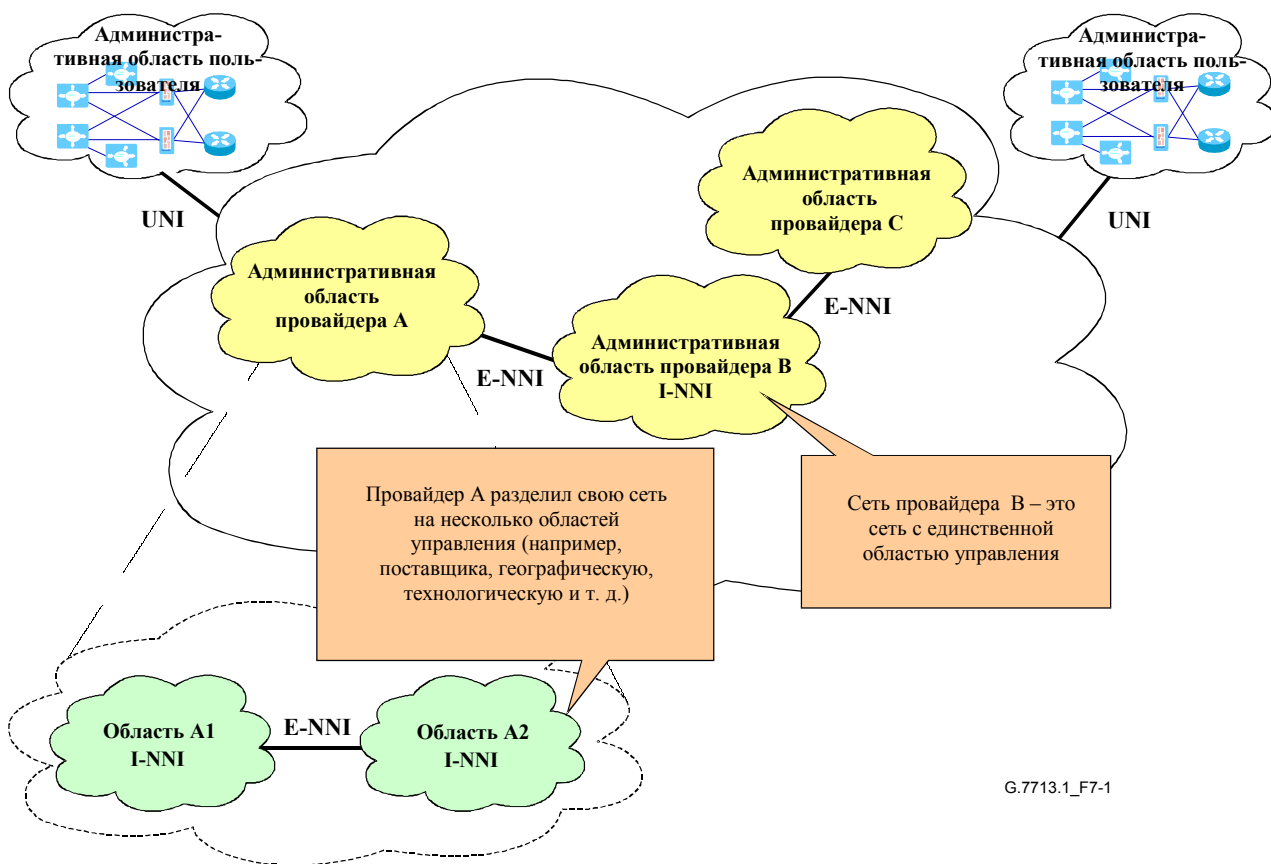 Администра-
тивная область поль-
зователя
Администра-
тивная область поль-
зователя
UNI
UNI
Административная
область
провайдера С
Административная
область
провайдера А
E-NNI
E-NNI
Административная
область провайдера В
I-NNI
Провайдер А разделил свою сеть
на несколько областей
управления (например,
поставщика, географическую,
технологическую и т. д.)
Сеть провайдера В – это
сеть с единственной
областью управления
Область А1
I-NNI
E-NNI
Область А2
I-NNI
G.7713.1_F7-1